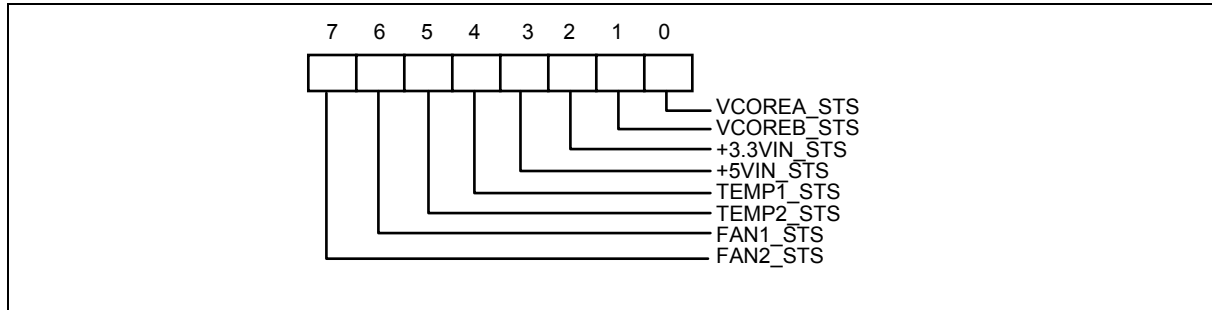 7 6 5 4 3 2 1 0
VCOREA_STS
VCOREB_STS
+3.3VIN_STS
+5VIN_STS
TEMP1_STS
TEMP2_STS
FAN1_STS
FAN2_STS